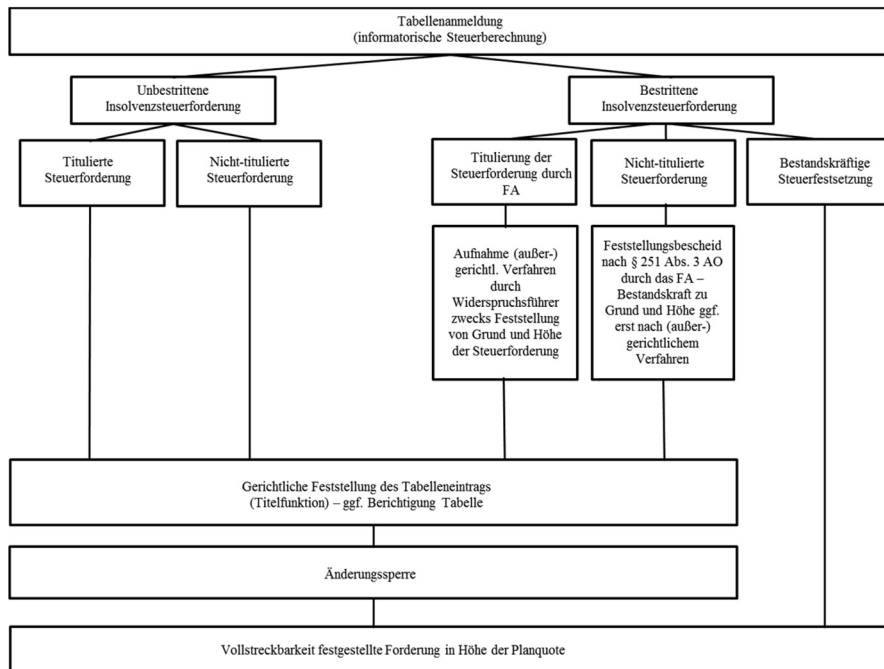 Tabellenanmeldung
(informatorische Steuerberechnung)
Unbestrittene
Insolvenzsteuerforderung
Bestrittene
Insolvenzsteuerforderung
Titulierte
Steuerforderung
Nicht-titulierte
Steuerforderung
Titulierung der
Steuerforderung durch
FA
Nicht-titulierte
Steuerforderung
Bestandskräftige
Steuerfestsetzung
Aufnahme (außer-)
gerichtl. Verfahren
durch
Widerspruchsführer
zwecks Feststellung
von Grund und Höhe
der Steuerforderung
Feststellungsbescheid
nach § 251 Abs. 3 AO
durch das FA –
Bestandskraft zu
Grund und Höhe ggf.
erst nach (außer-)
gerichtlichem
Verfahren
Gerichtliche Feststellung des Tabelleneintrags
(Titelfunktion) – ggf. Berichtigung Tabelle
Änderungssperre
Vollstreckbarkeit festgestellte Forderung in Höhe der Planquote